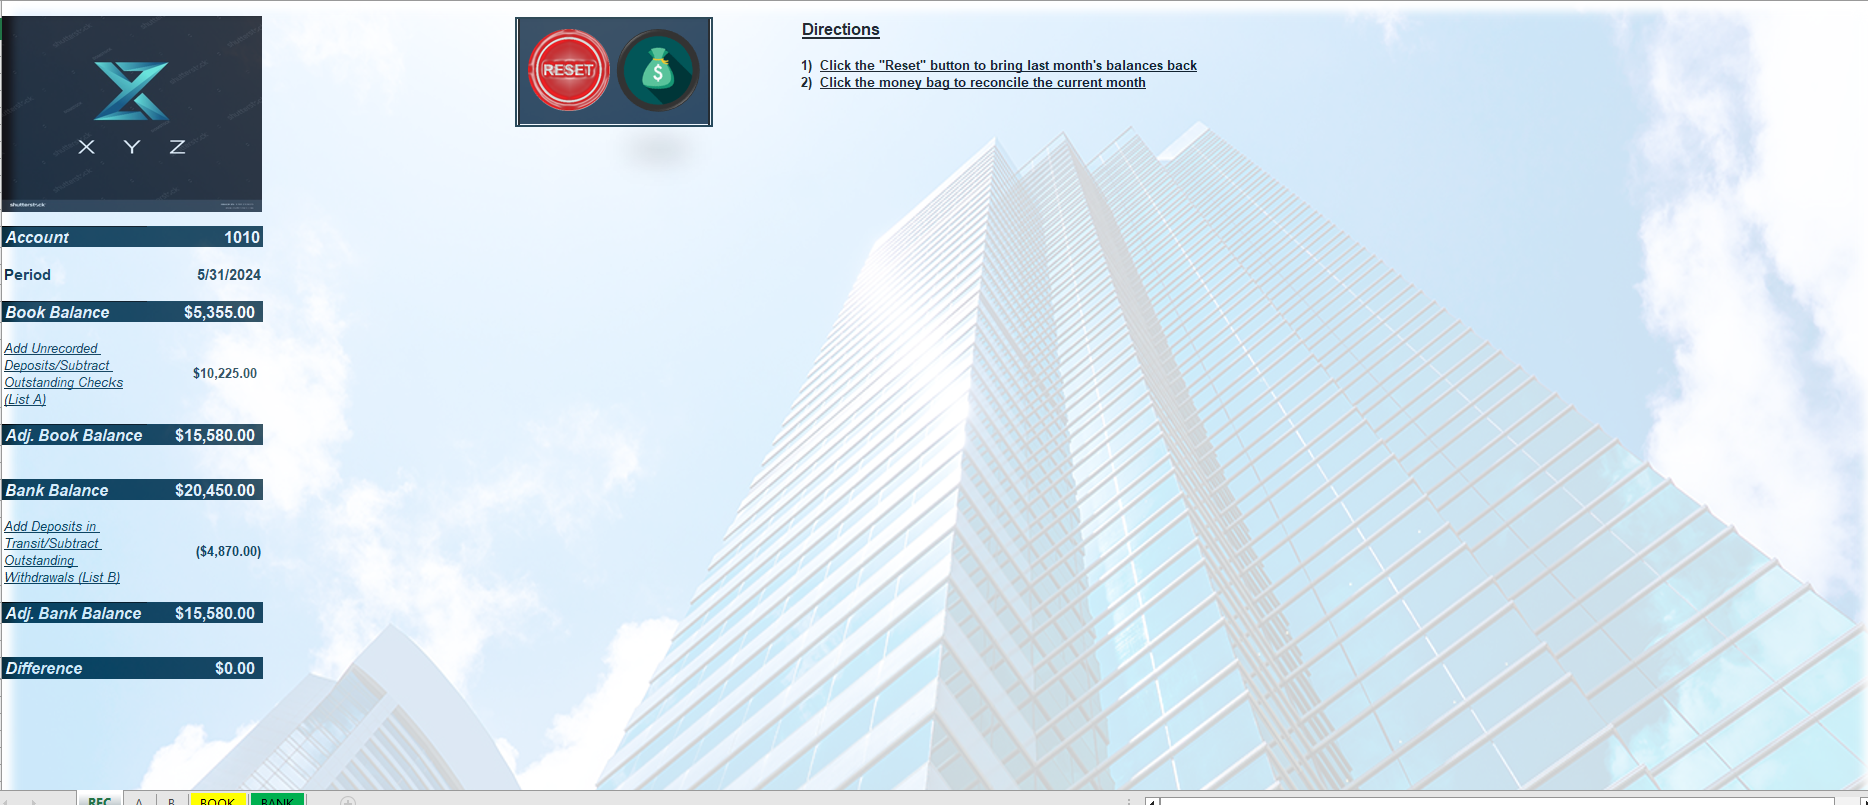 X Y Z
shutterstock
RESET
$
Directions
1) Click the "Reset" button to bring last month's balances back
2) Click the money bag to reconcile the current month
Account 1010
Period 5/31/2024
Book Balance $5,355.00
Add Unrecorded
Deposits/Subtract
Outstanding Checks
(List A)
$10,225.00
Adj. Book Balance $15,580.00
Bank Balance $20,450.00
Add Deposits in
Transit/Subtract
Outstanding
Withdrawals (List B)
($4,870.00)
Adj. Bank Balance $15,580.00
Difference $0.00
REC A B BOOK BANK